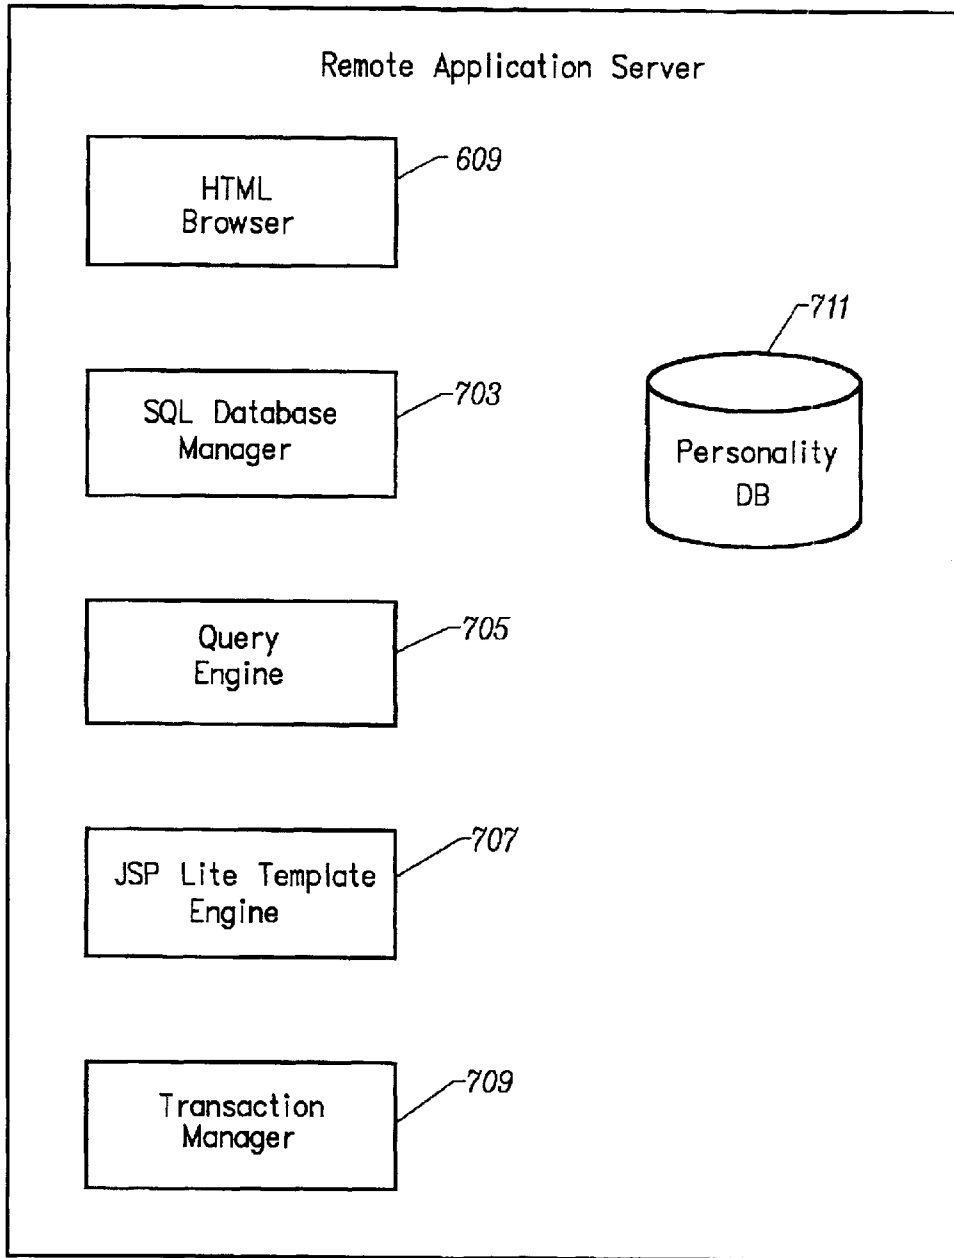 Remote Application Server
609
HTML
Browser
711
703
SQL Database
Manager
Personality
DB
705
Query
Engine
707
JSP Lite Template
Engine
709
Transaction
Manager